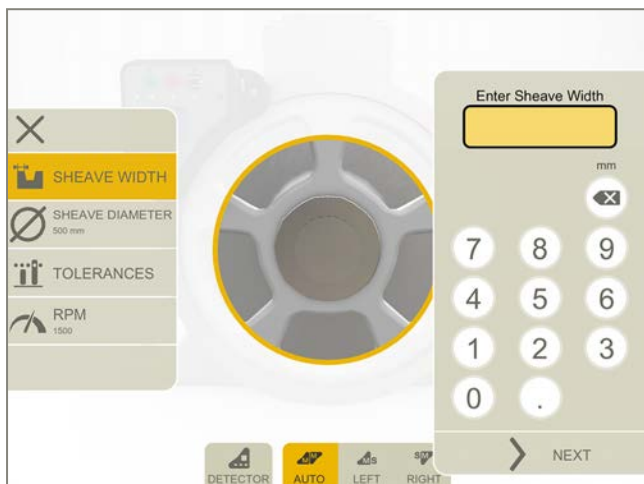 SHEAVE WIDTH
SHEAVE DIAMETER
500 mm
TOLERANCES
RPM
1500
Enter Sheave Width
mm
7 8 9
4 5 6
1 2 3
0 .
NEXT
DETECTOR
AUTO
LEFT
RIGHT
M M
M S
S M